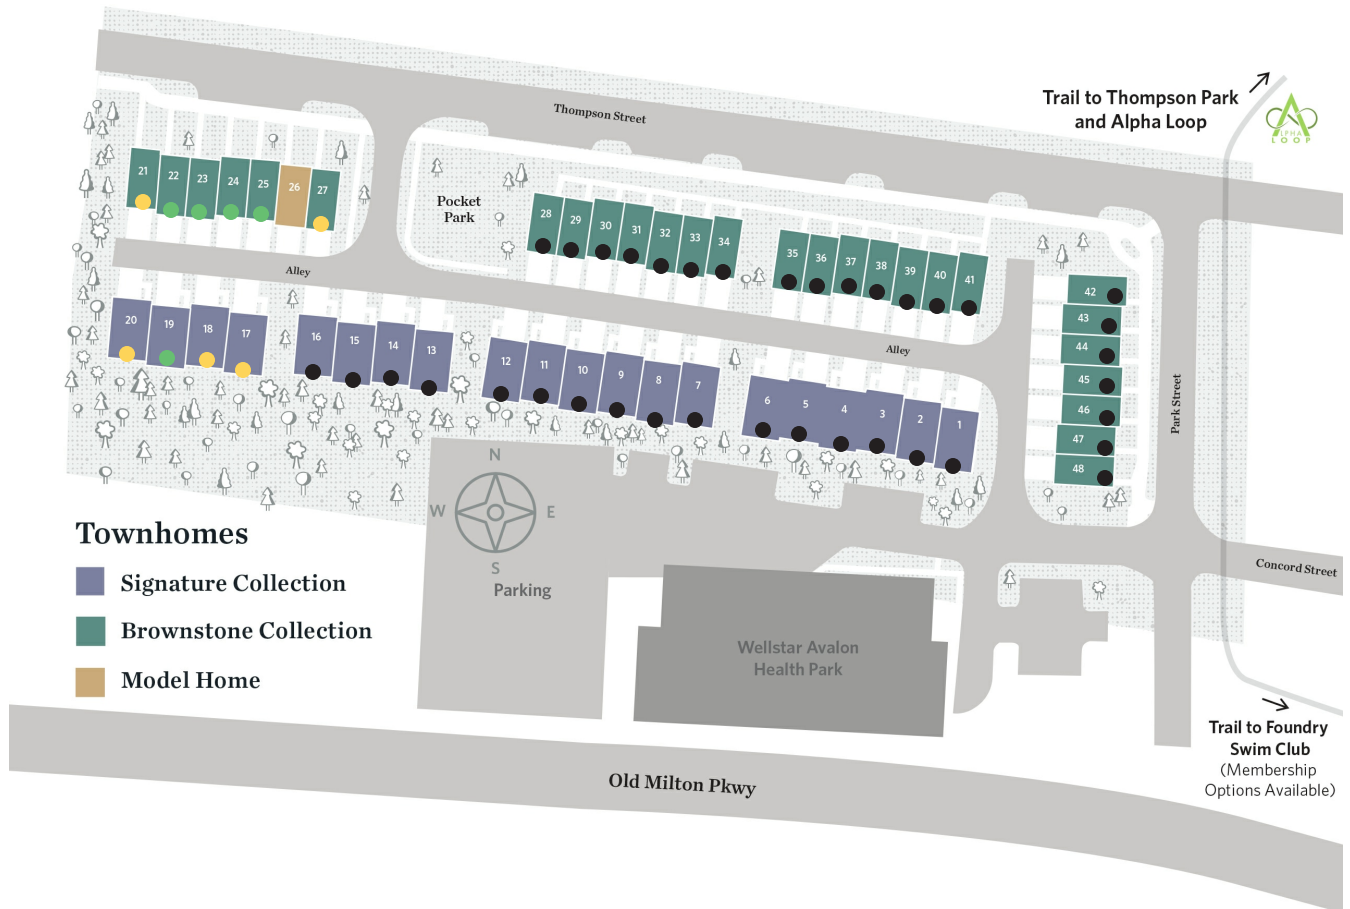 Thompson Street
Trail to Thompson Park
and Alpha Loop
ALPHA
LOOP
21
22
23
24
25
26
27
Pocket
Park
28
29
30
31
32
33
34
35
36
37
38
39
40
41
42
43
44
45
46
47
48
Alley
Alley
Park Street
20
19
18
17
16
15
14
13
12
11
10
9
8
7
6
5
4
3
2
1
N
W
E
S
Parking
Townhomes
Signature Collection
Brownstone Collection
Model Home
Wellstar Avalon
Health Park
Concord Street
Trail to Foundry
Swim Club
(Membership
Options Available)
Old Milton Pkwy